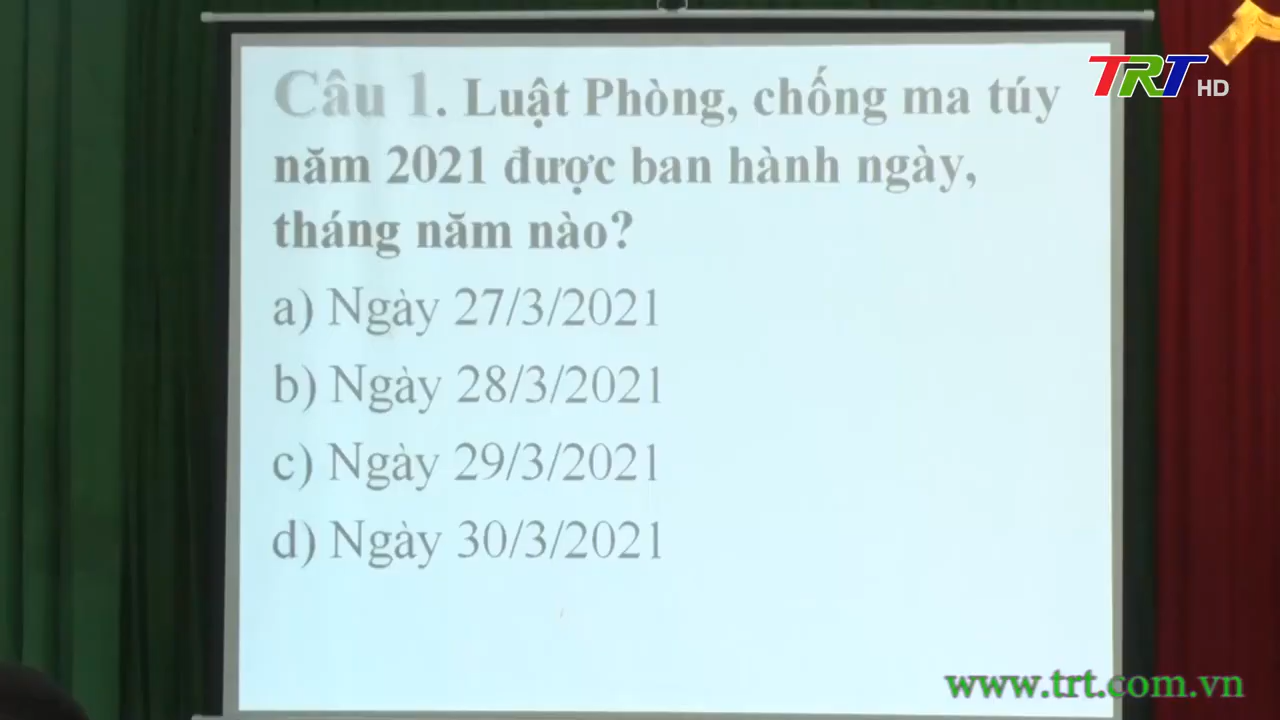 TRT HD
Câu 1. Luật Phòng, chống ma túy
năm 2021 được ban hành ngày,
tháng năm nào?
a) Ngày 27/3/2021
b) Ngày 28/3/2021
c) Ngày 29/3/2021
d) Ngày 30/3/2021
www.trt.com.vn